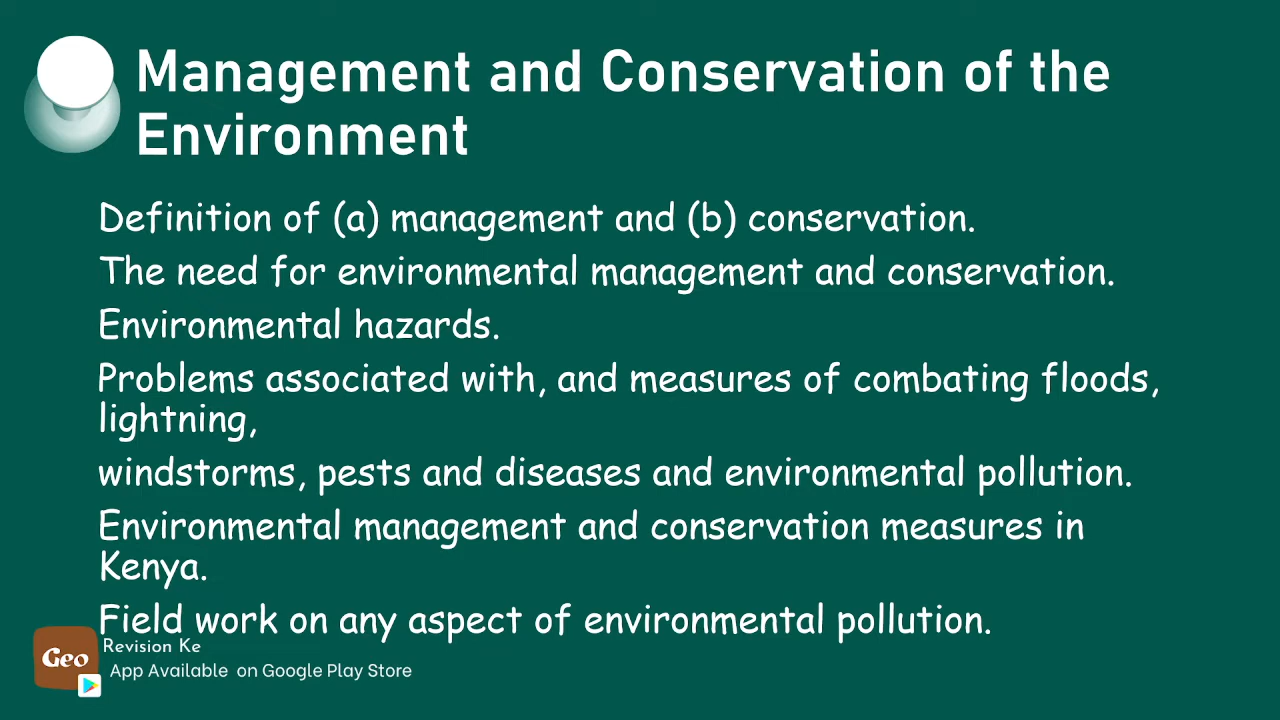 Management and Conservation of the
Environment
Definition of (a) management and (b) conservation.
The need for environmental management and conservation.
Environmental hazards.
Problems associated with, and measures of combating floods,
lightning,
windstorms, pests and diseases and environmental pollution.
Environmental management and conservation measures in
Kenya.
Field work on any aspect of environmental pollution.
Geo
Revision Ke
App Available on Google Play Store